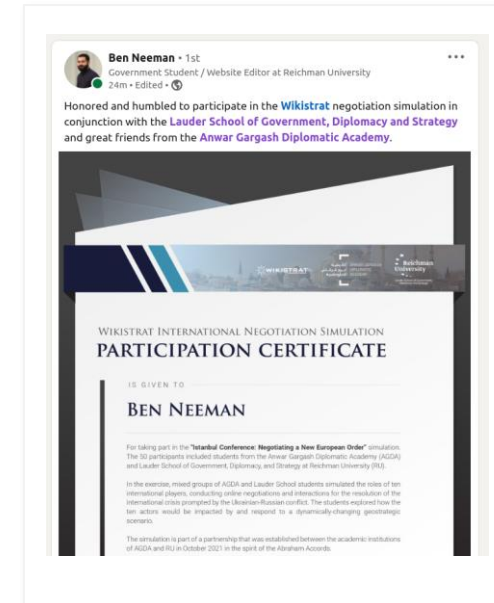 Ben Neeman • 1st
Government Student / Website Editor at Reichman University
24m • Edited •
Honored and humbled to participate in the Wikistrat negotiation simulation in
conjunction with the Lauder School of Government, Diplomacy and Strategy
and great friends from the Anwar Gargash Diplomatic Academy.
WIKISTRAT
Reichman
University
WIKISTRAT INTERNATIONAL NEGOTIATION SIMULATION
PARTICIPATION CERTIFICATE
IS GIVEN TO
BEN NEEMAN
For taking part in the "Istanbul Conference: Negotiating a New European Order" simulation.
The 50 participants included students from the Anwar Gargash Diplomatic Academy (AGDA)
and Lauder School of Government, Diplomacy, and Strategy at Reichman University (RU).
In the exercise, mixed groups of AGDA and Lauder School students simulated the roles of ten
international players, conducting online negotiations and interactions for the resolution of the
international crisis prompted by the Ukrainian-Russian conflict. The students explored how the
ten actors would be impacted by and respond to a dynamically-changing geostrategic
scenario.
The simulation is part of a partnership that was established between the academic institutions
of AGDA and RU in October 2021 in the spirit of the Abraham Accords.